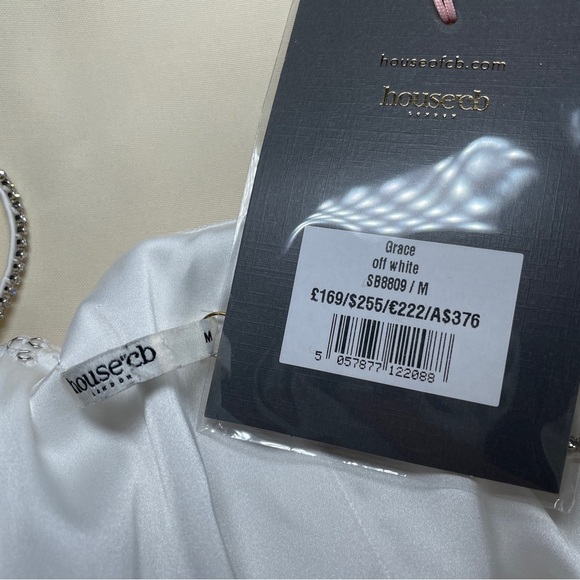 houseofcb.com
house of cb
LONDON
Grace
off white
SB8809 / M
£169/$255/€222/A$376
5 057877 122088
house of cb
LONDON
M